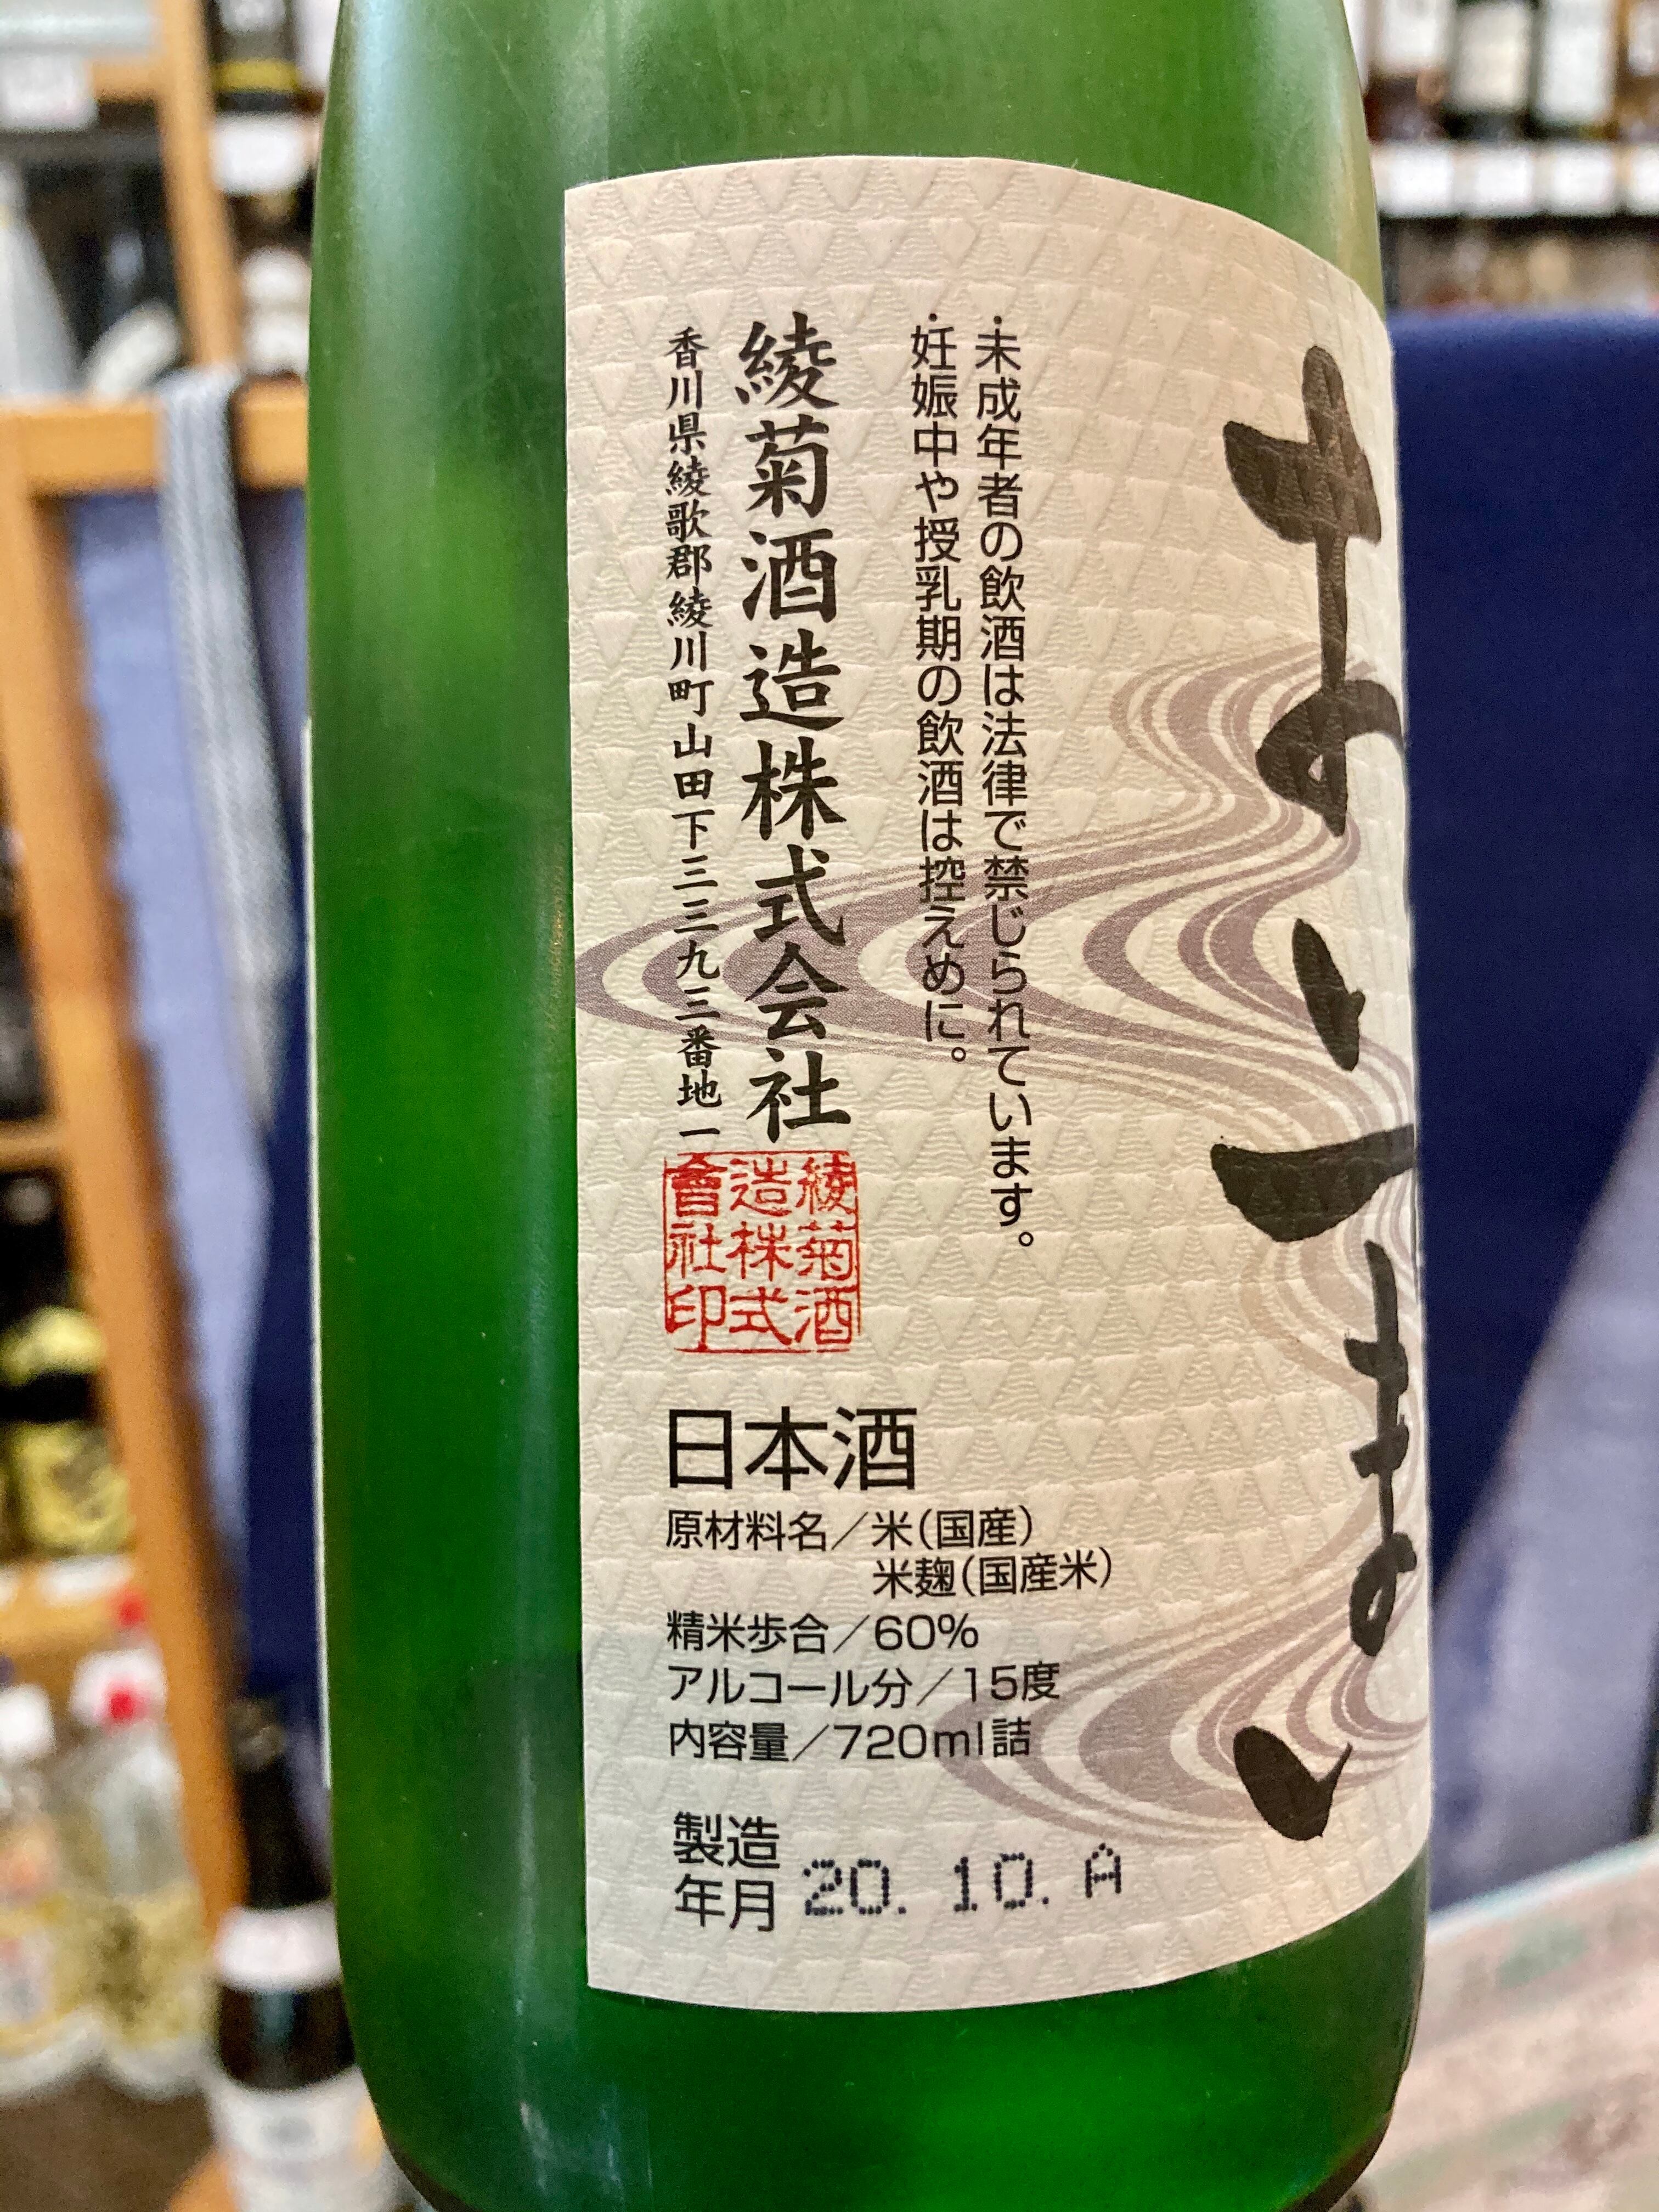 おいでまい
・未成年者の飲酒は法律で禁じられています。
・妊娠中や授乳期の飲酒は控えめに。
綾菊酒造株式会社
香川県綾歌郡綾川町山田下三三九三番地一
綾菊酒
造株式
會社印
日本酒
原材料名／米(国産)
米麹(国産米)
精米歩合／60%
アルコール分／15度
内容量／720ml詰
製造
年月 20. 10. A